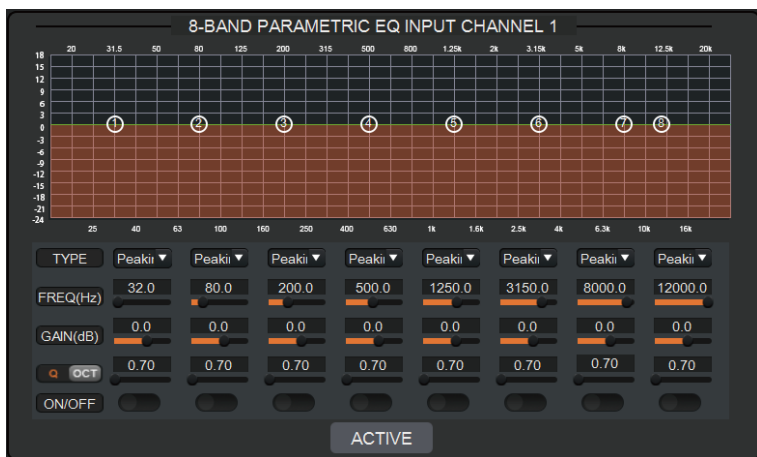 8-BAND PARAMETRIC EQ INPUT CHANNEL 1
20 31.5 50 80 125 200 315 500 800 1.25k 2k 3.15k 5k 8k 12.5k 20k
18
15
12
9
6
3
0 1 2 3 4 5 6 7 8
-3
-6
-9
-12
-15
-18
-21
-24
25 40 63 100 160 250 400 630 1k 1.6k 2.5k 4k 6.3k 10k 16k
TYPE Peakii Peakii Peakii Peakii Peakii Peakii Peakii Peakii
FREQ(Hz) 32.0 80.0 200.0 500.0 1250.0 3150.0 8000.0 12000.0
GAIN(dB) 0.0 0.0 0.0 0.0 0.0 0.0 0.0 0.0
Q OCT 0.70 0.70 0.70 0.70 0.70 0.70 0.70 0.70
ON/OFF
ACTIVE